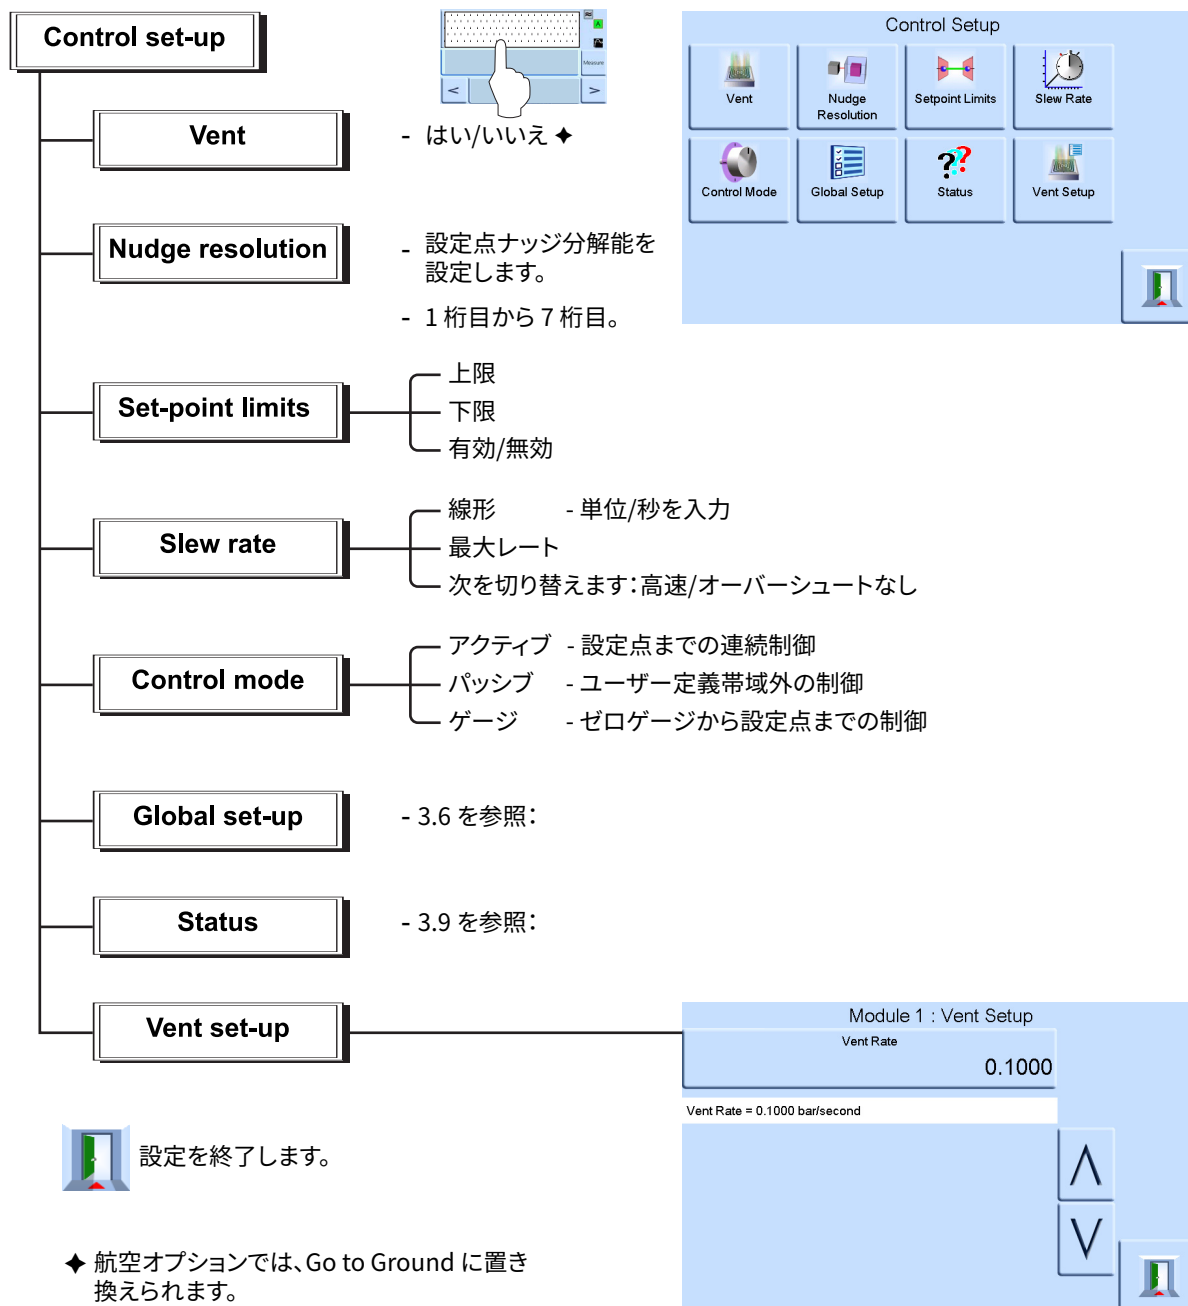 Control set-up
Measure
<
>
Control Setup
Vent
Nudge
Resolution
Setpoint Limits
Slew Rate
Control Mode
Global Setup
???
Status
Vent Setup
Vent
- はい/いいえ ✦
Nudge resolution
- 設定点ナッジ分解能を
設定します。
- 1 桁目から 7 桁目。
Set-point limits
上限
下限
有効/無効
Slew rate
線形 - 単位/秒を入力
最大レート
次を切り替えます：高速/オーバーシュートなし
Control mode
アクティブ - 設定点までの連続制御
パッシブ - ユーザー定義帯域外の制御
ゲージ - ゼロゲージから設定点までの制御
Global set-up
- 3.6 を参照：
Status
- 3.9 を参照：
Vent set-up
Module 1 : Vent Setup
Vent Rate
0.1000
Vent Rate = 0.1000 bar/second
設定を終了します。
✦ 航空オプションでは、Go to Ground に置き
換えられます。